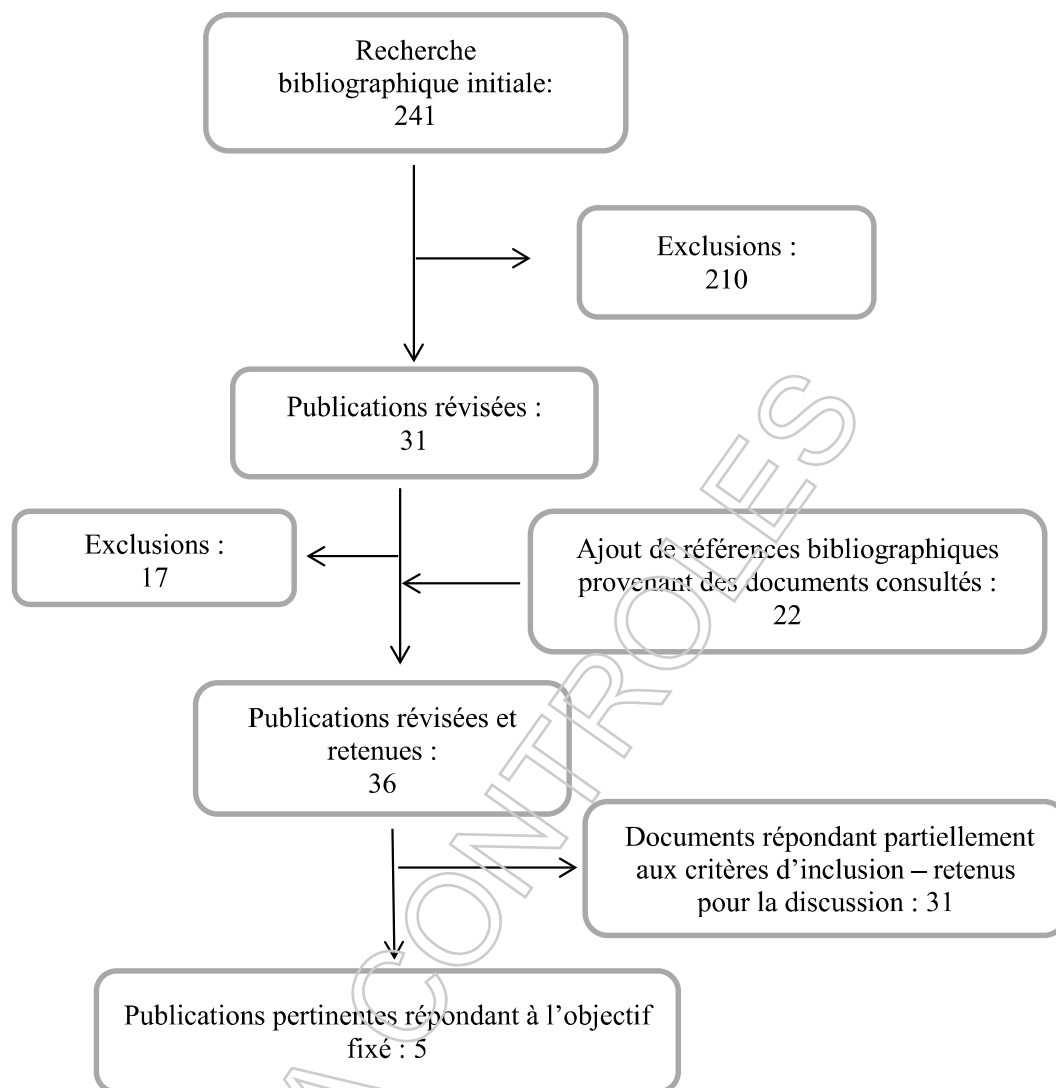 Recherche
bibliographique initiale:
241
Exclusions :
210
Publications révisées :
31
Exclusions :
17
Ajout de références bibliographiques
provenant des documents consultés :
22
Publications révisées et
retenues :
36
Documents répondant partiellement
aux critères d’inclusion – retenus
pour la discussion : 31
Publications pertinentes répondant à l’objectif
fixé : 5
CONTROLES